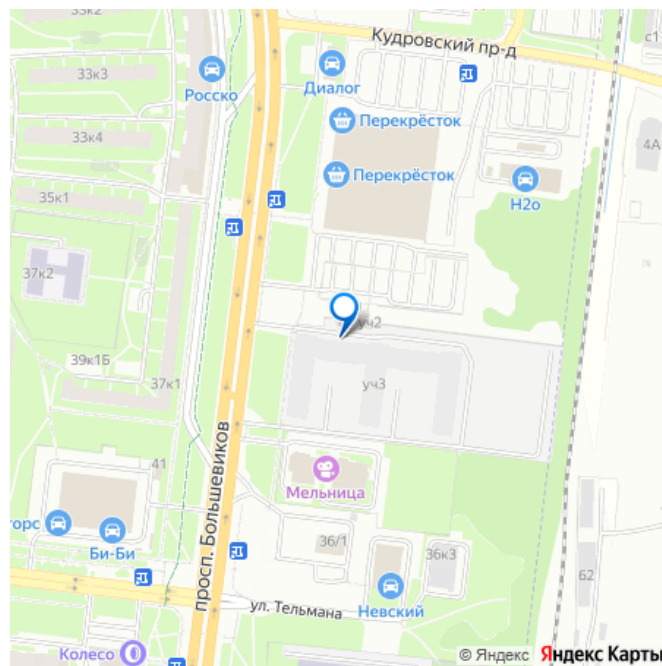 33к2
Кудровский пр-д
с1
33к3
Росско
Диалог
33к4
Перекрёсток
4А
Перекрёсток
35к1
Н2о
37к2
уч2
39к1Б
37к1
уч3
просп. Большевиков
41
Мельница
торс
Би-Би
36/1
36к3
62
ул. Тельмана
Невский
Колесо
© Яндекс Яндекс Карты